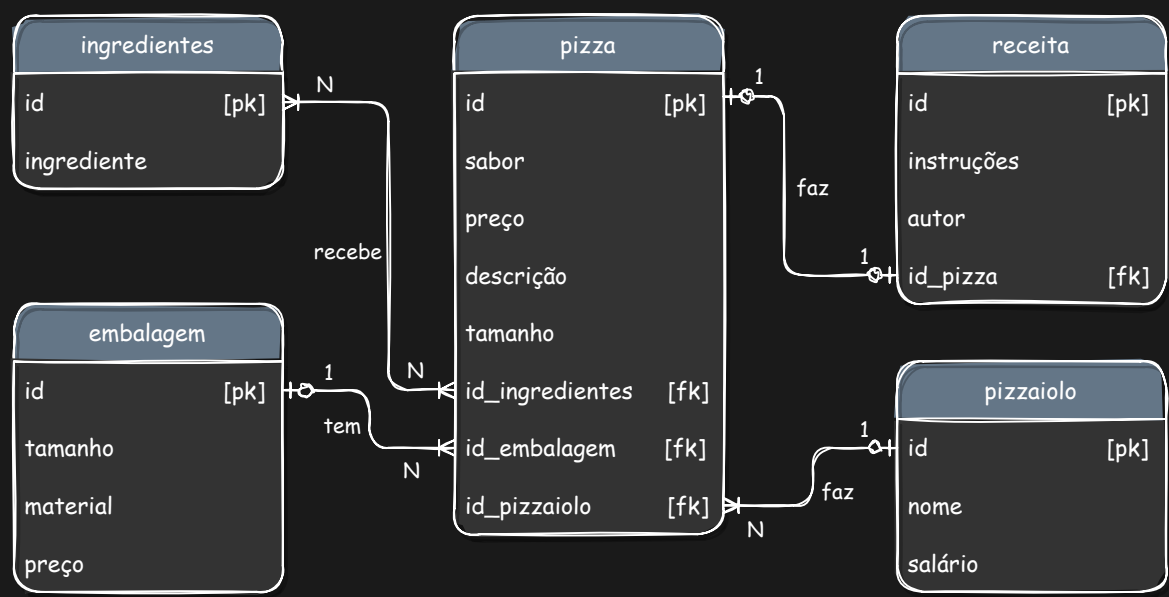 ingredientes
id [pk]
ingrediente
N
recebe
N
embalagem
id [pk]
tamanho
material
preço
1
tem
N
pizza
id [pk]
sabor
preço
descrição
tamanho
id_ingredientes [fk]
id_embalagem [fk]
id_pizzaiolo [fk]
1
faz
1
receita
id [pk]
instruções
autor
id_pizza [fk]
1
faz
N
pizzaiolo
id [pk]
nome
salário